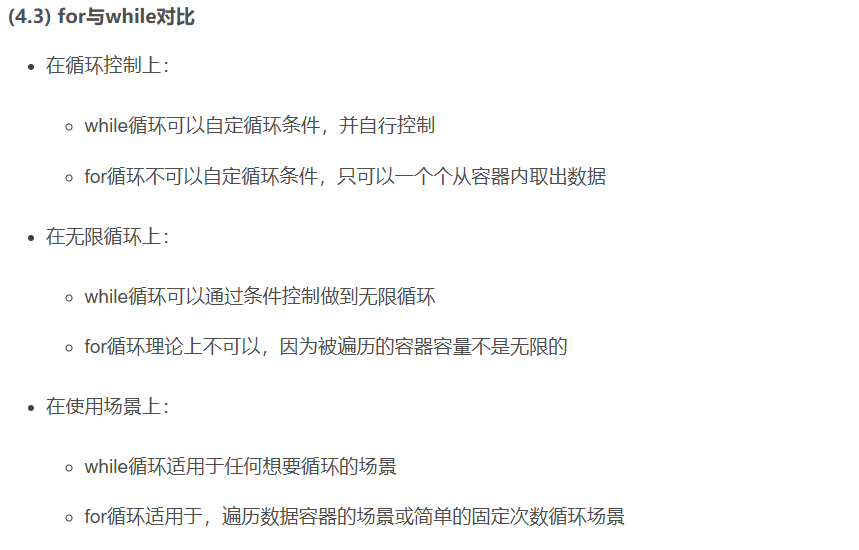 (4.3) for与while对比
在循环控制上：
while循环可以自定循环条件，并自行控制
for循环不可以自定循环条件，只可以一个个从容器内取出数据
在无限循环上：
while循环可以通过条件控制做到无限循环
for循环理论上不可以，因为被遍历的容器容量不是无限的
在使用场景上：
while循环适用于任何想要循环的场景
for循环适用于，遍历数据容器的场景或简单的固定次数循环场景